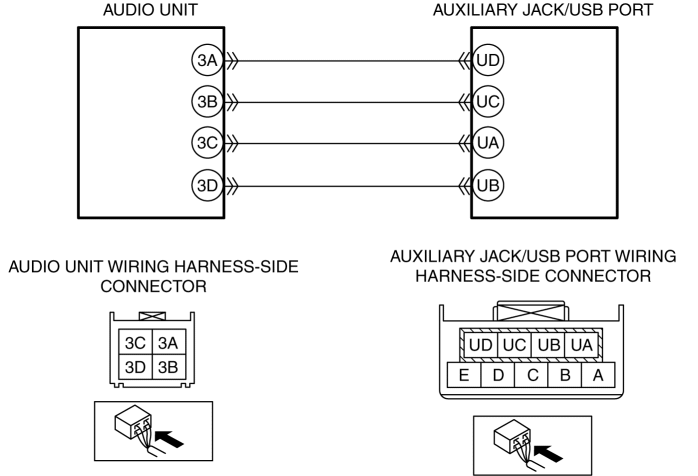 AUDIO UNIT
AUXILIARY JACK/USB PORT
3A
UD
3B
UC
3C
UA
3D
UB
AUDIO UNIT WIRING HARNESS-SIDE
CONNECTOR
AUXILIARY JACK/USB PORT WIRING
HARNESS-SIDE CONNECTOR
3C 3A
3D 3B
UD UC UB UA
E D C B A